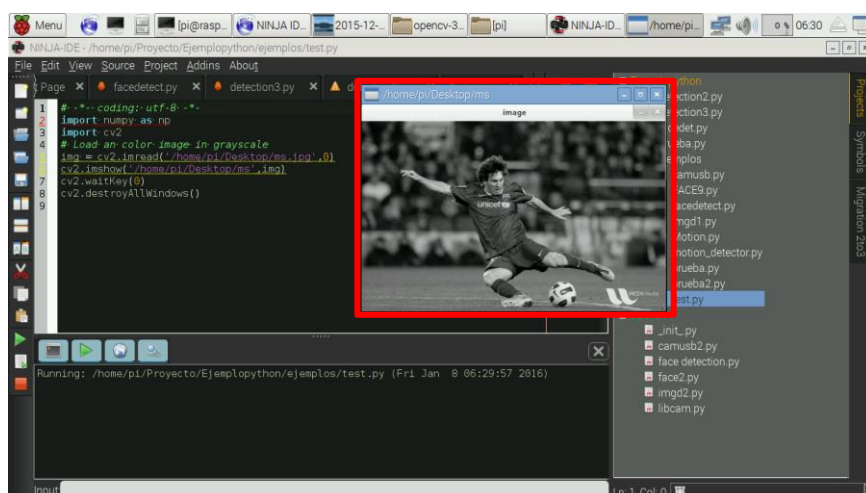 Menu
[pi@rasp...
NINJA ID...
2015-12-...
opencv-3...
[pi]
NINJA-ID...
/home/pi...
0 %
06:30
NINJA-IDE - /home/pi/Proyecto/Ejemplopython/ejemplos/test.py
File Edit View Source Project Addins About
t Page
facedetect.py
detection3.py
1 # -*- coding: utf-8 -*-
2 import numpy as np
3 import cv2
4 # Load an color image in grayscale
img = cv2.imread('/home/pi/Desktop/ms.jpg',0)
cv2.imshow('/home/pi/Desktop/ms',img)
7 cv2.waitKey(0)
8 cv2.destroyAllWindows()
9
/home/pi/Desktop/ms
image
unicef
ection2.py
ection3.py
edet.py
eba.py
mplos
amusb.py
FACE9.py
acedetect.py
mgd1.py
Motion.py
motion_detector.py
prueba.py
prueba2.py
test.py
_init_.py
camusb2.py
face detection.py
face2.py
imgd2.py
libcam.py
Projects
Symbols
Migration 2to3
Running: /home/pi/Proyecto/Ejemplopython/ejemplos/test.py (Fri Jan 8 06:29:57 2016)
Input
Ln: 1, Col: 0